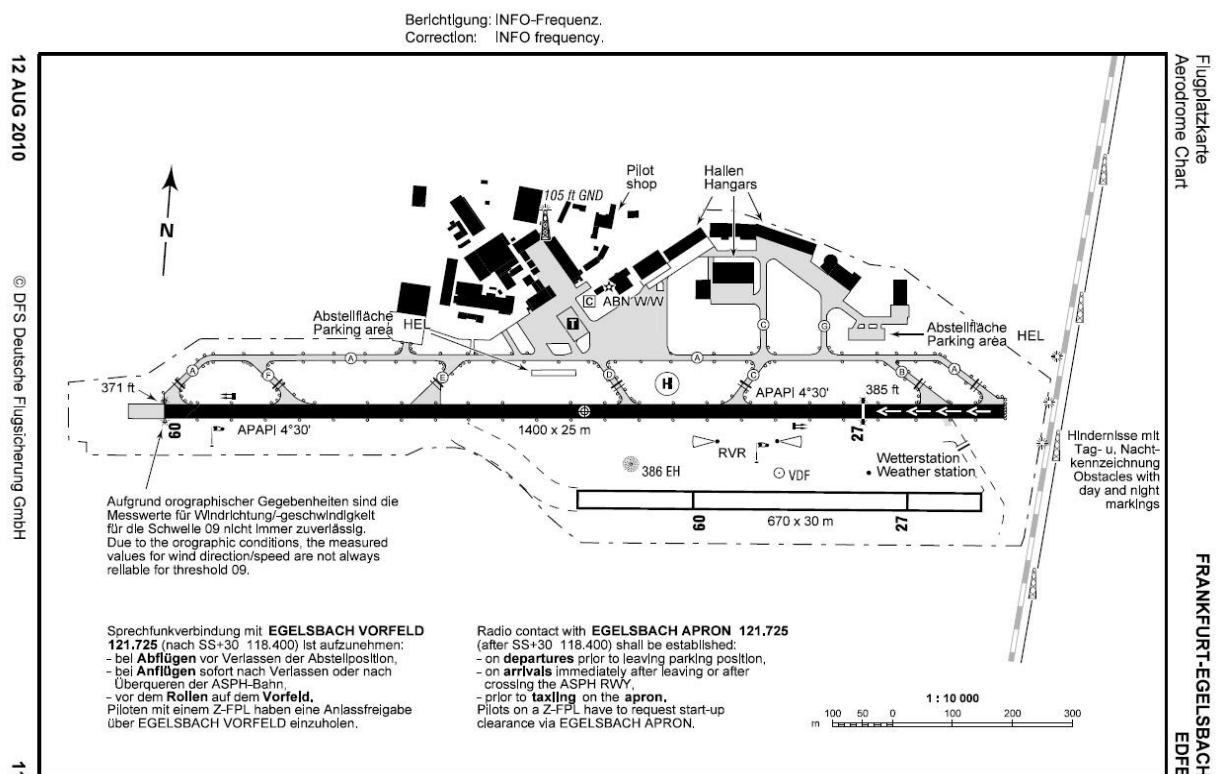 Berichtigung: INFO-Frequenz.
Correction: INFO frequency.
12 AUG 2010
© DFS Deutsche Flugsicherung GmbH
Flugplatzkarte
Aerodrome Chart
FRANKFURT-EGELSBACH
EDFE
N
105 ft GND
Pilot
shop
Hallen
Hangars
C
ABN W/W
T
Abstellfläche
Parking area HEL
Abstellfläche
Parking area HEL
C
G
A
A
A
F
E
D
H
C
B
A
371 ft
APAPI 4°30'
385 ft
09
APAPI 4°30'
1400 x 25 m
27
RVR
386 EH
VDF
Wetterstation
Weather station
Hindernisse mit
Tag- u. Nacht-
kennzeichnung
Obstacles with
day and night
markings
09
670 x 30 m
27
Aufgrund orographischer Gegebenheiten sind die
Messwerte für Windrichtung/-geschwindigkeit
für die Schwelle 09 nicht immer zuverlässig.
Due to the orographic conditions, the measured
values for wind direction/speed are not always
reliable for threshold 09.
Sprechfunkverbindung mit EGELSBACH VORFELD
121.725 (nach SS+30 118.400) ist aufzunehmen:
- bei Abflügen vor Verlassen der Abstellposition,
- bei Anflügen sofort nach Verlassen oder nach
Überqueren der ASPH-Bahn,
- vor dem Rollen auf dem Vorfeld.
Piloten mit einem Z-FPL haben eine Anlassfreigabe
über EGELSBACH VORFELD einzuholen.
Radio contact with EGELSBACH APRON 121.725
(after SS+30 118.400) shall be established:
- on departures prior to leaving parking position,
- on arrivals immediately after leaving or after
crossing the ASPH RWY,
- prior to taxiing on the apron.
Pilots on a Z-FPL have to request start-up
clearance via EGELSBACH APRON.
1 : 10 000
m 100 50 0 100 200 300